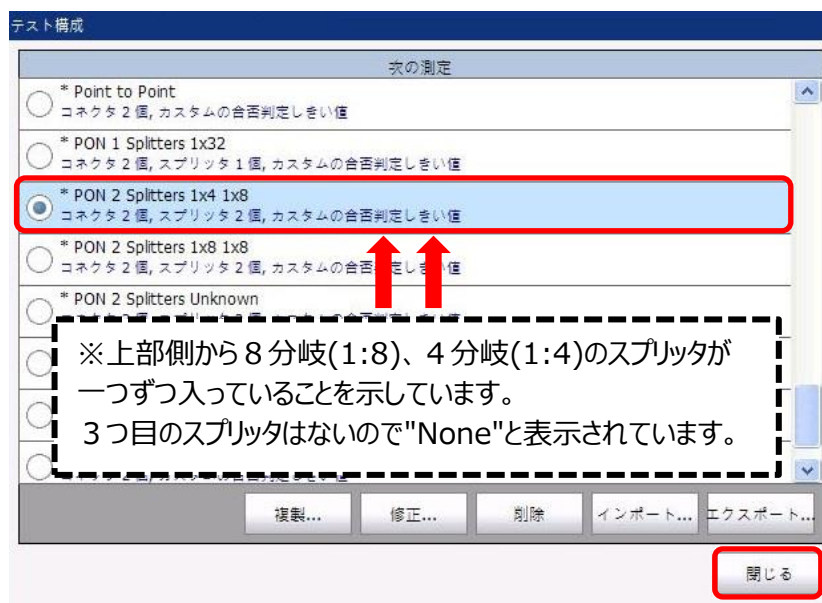 テスト構成
次の測定
* Point to Point
コネクタ2個, カスタムの合否判定しきい値
* PON 1 Splitters 1x32
コネクタ2個, スプリッタ1個, カスタムの合否判定しきい値
* PON 2 Splitters 1x4 1x8
コネクタ2個, スプリッタ2個, カスタムの合否判定しきい値
* PON 2 Splitters 1x8 1x8
コネクタ2個, スプリッタ2個, カスタムの合否判定しきい値
* PON 2 Splitters Unknown
※上部側から8分岐(1:8)、4分岐(1:4)のスプリッタが
一つずつ入っていることを示しています。
3つ目のスプリッタはないので"None"と表示されています。
複製... 修正... 削除 インポート... エクスポート...
閉じる